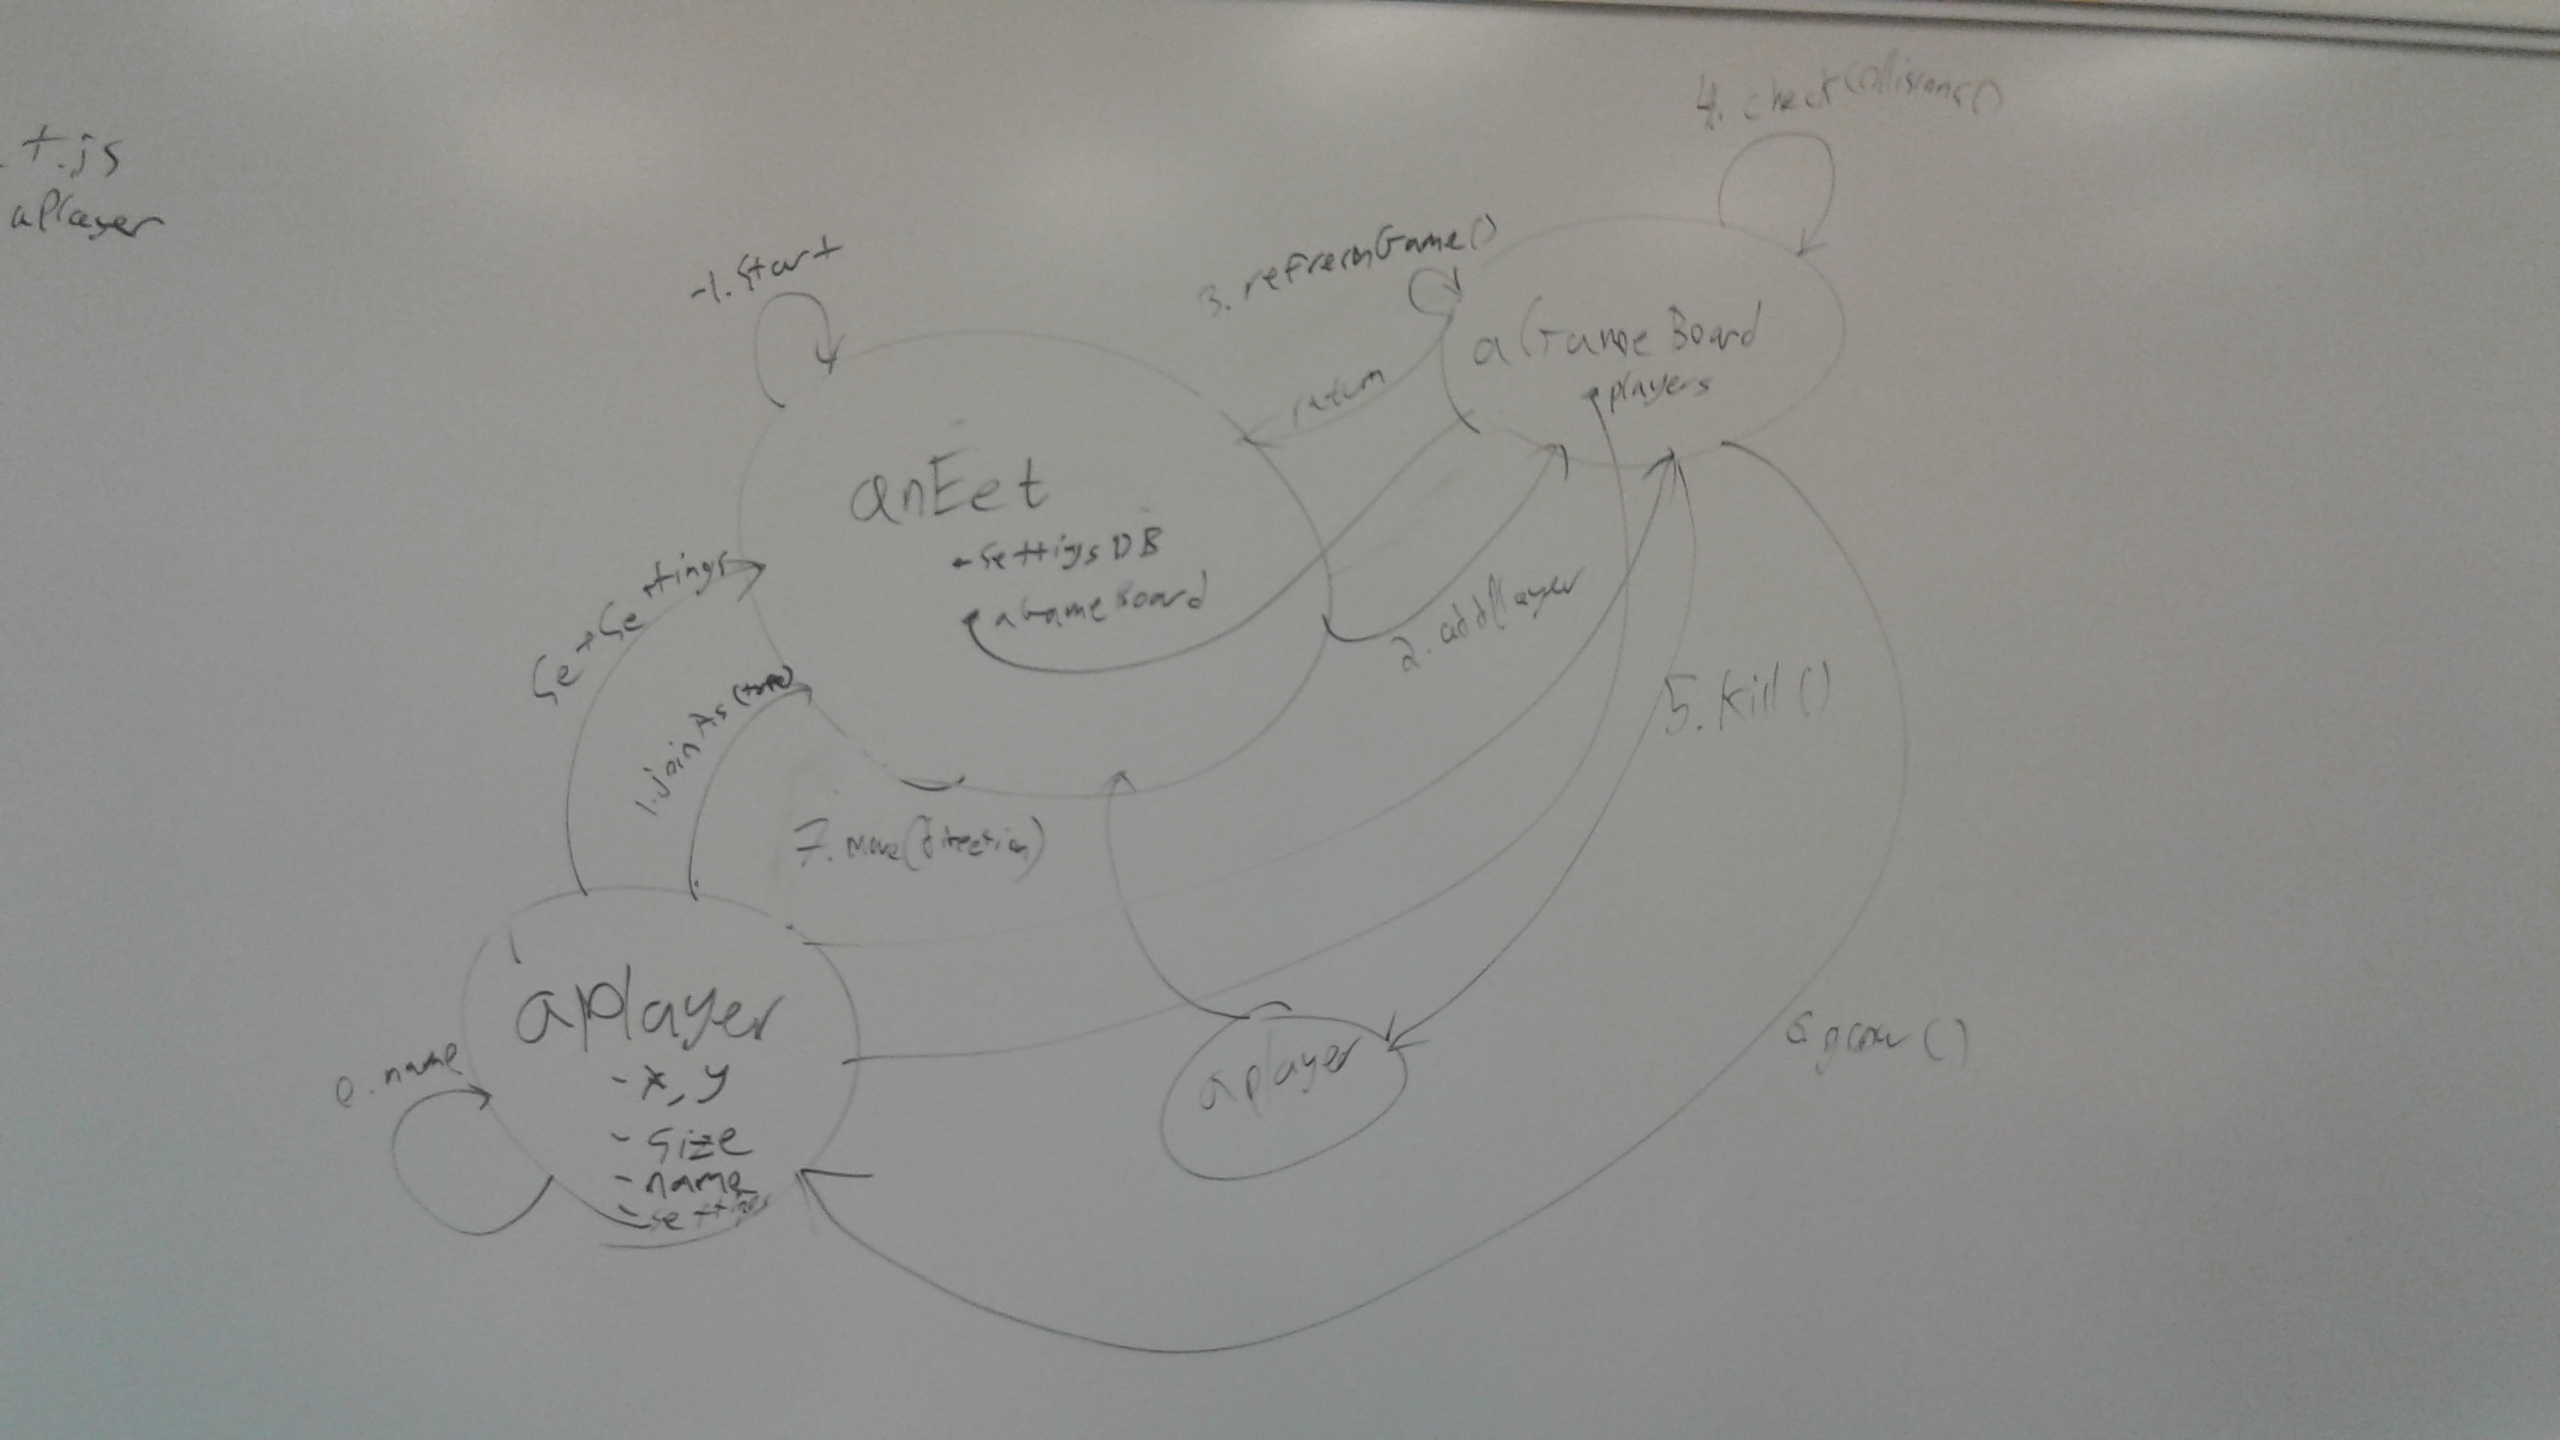 t.js
aPlayer
4. checkCollisions()
-1. Start
3. refreshGame()
aGameBoard
players
return
anEet
- settingsDB
aGameBoard
2. addPlayer
1. joinAs(type)
5. kill()
7. move(direction)
aPlayer
- x, y
- size
- name
- settings
0. name
aplayer
6. grow()